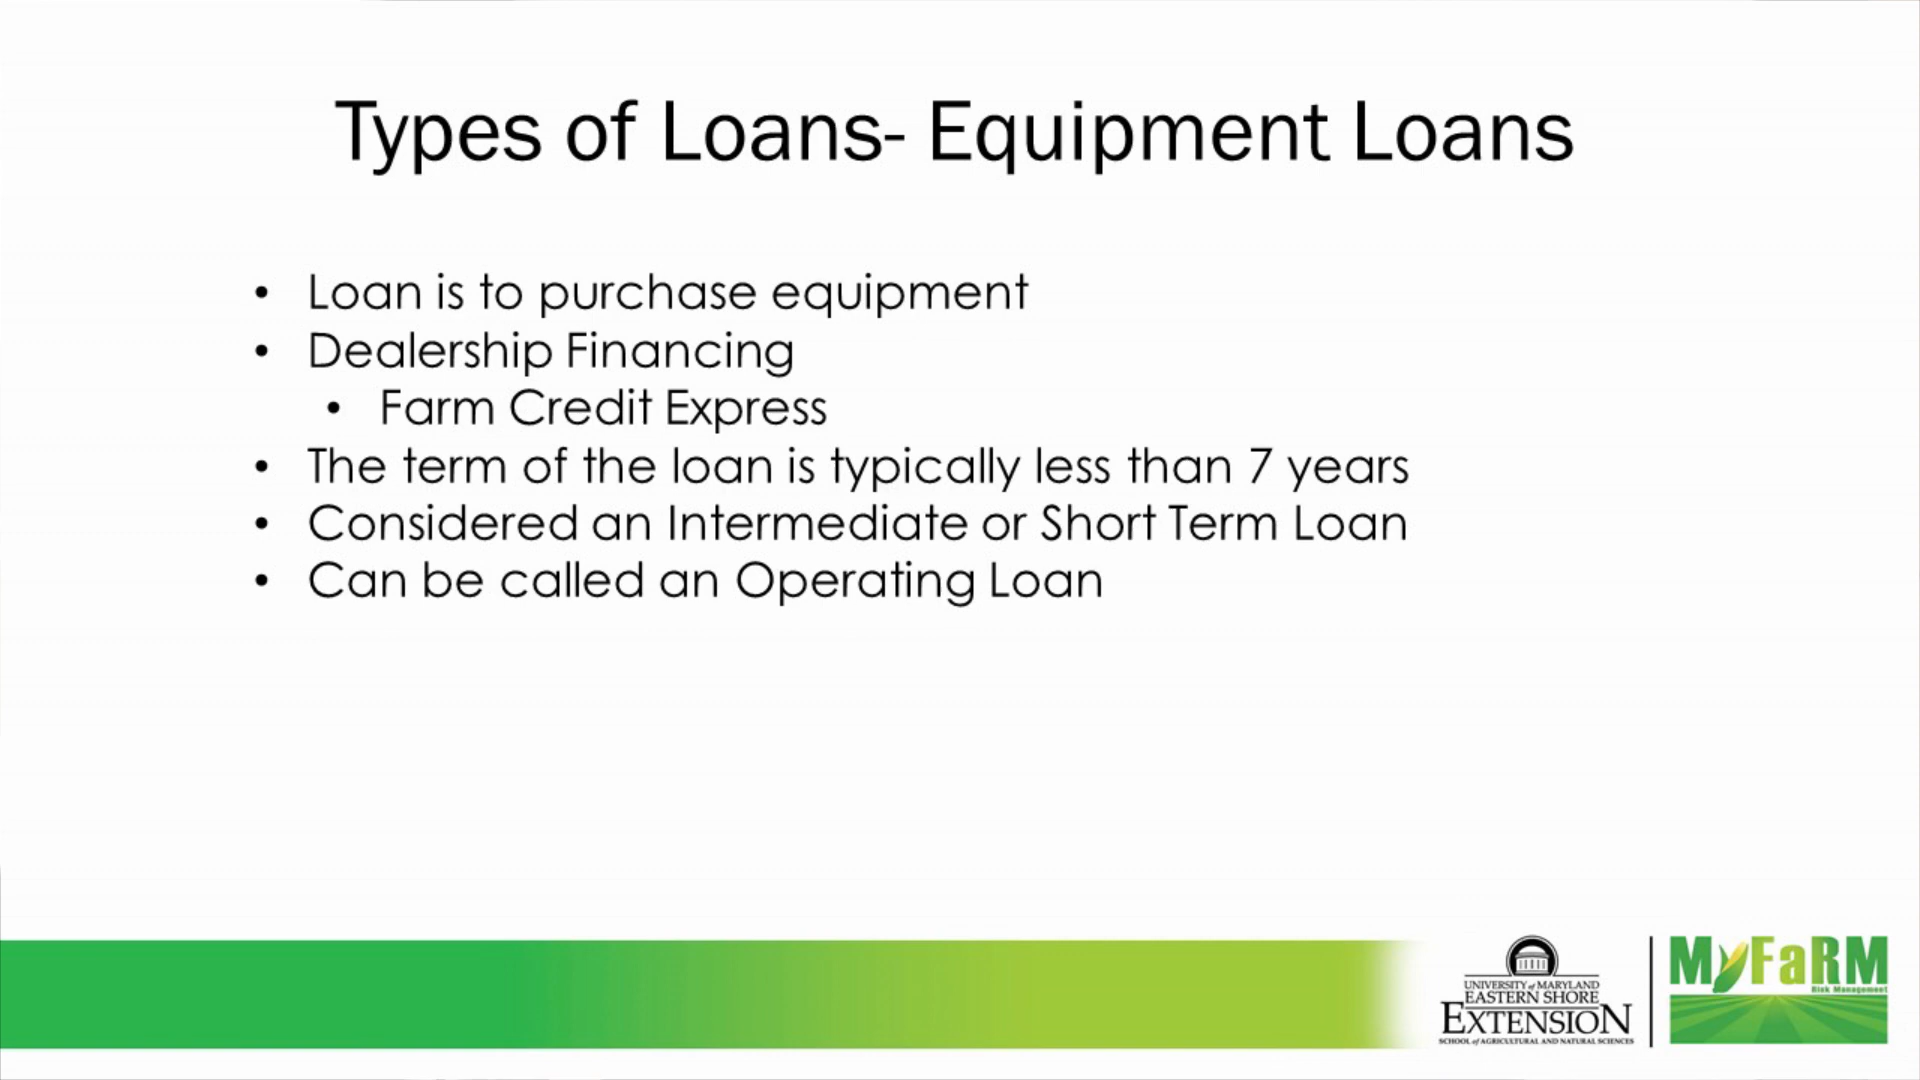 Types of Loans- Equipment Loans
• Loan is to purchase equipment
• Dealership Financing
• Farm Credit Express
• The term of the loan is typically less than 7 years
• Considered an Intermediate or Short Term Loan
• Can be called an Operating Loan
UNIVERSITY of MARYLAND
EASTERN SHORE
EXTENSION
SCHOOL of AGRICULTURAL AND NATURAL SCIENCES
MyFaRM
Risk Management